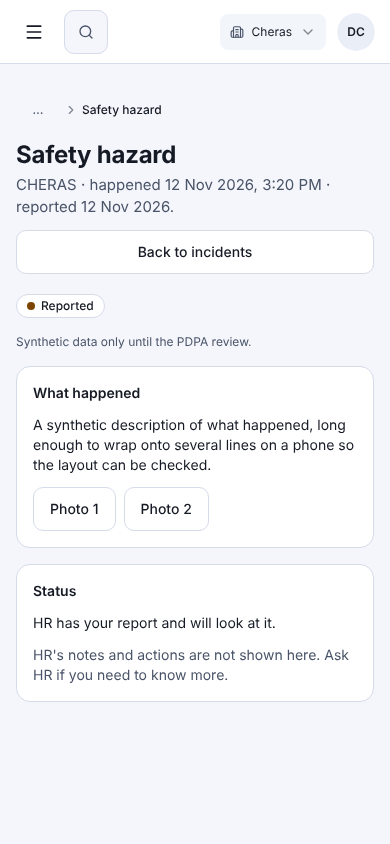 Cheras
DC
...
Safety hazard
Safety hazard
CHERAS · happened 12 Nov 2026, 3:20 PM ·
reported 12 Nov 2026.
Back to incidents
Reported
Synthetic data only until the PDPA review.
What happened
A synthetic description of what happened, long
enough to wrap onto several lines on a phone so
the layout can be checked.
Photo 1
Photo 2
Status
HR has your report and will look at it.
HR's notes and actions are not shown here. Ask
HR if you need to know more.